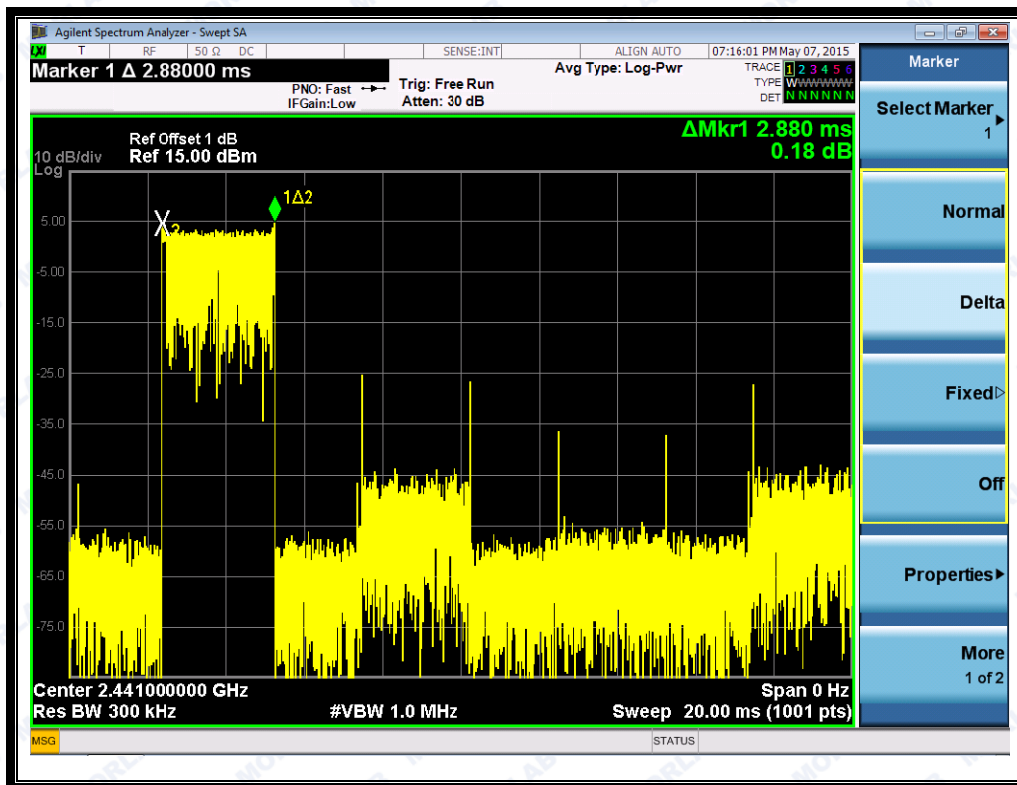 Agilent Spectrum Analyzer - Swept SA
LXI T RF 50 Ω DC SENSE:INT ALIGN AUTO 07:16:01 PM May 07, 2015
Marker 1 Δ 2.88000 ms
PNO: Fast
IFGain:Low
Trig: Free Run
Atten: 30 dB
Avg Type: Log-Pwr
TRACE 1 2 3 4 5 6
TYPE WWWWWWW
DET N N N N N N
ΔMkr1 2.880 ms
0.18 dB
Ref Offset 1 dB
10 dB/div Ref 15.00 dBm
Log
1Δ2
5.00
-5.00
-15.0
-25.0
-35.0
-45.0
-55.0
-65.0
-75.0
Center 2.441000000 GHz Span 0 Hz
Res BW 300 kHz #VBW 1.0 MHz Sweep 20.00 ms (1001 pts)
MSG STATUS
Marker
Select Marker
1
Normal
Delta
Fixed
Off
Properties
More
1 of 2